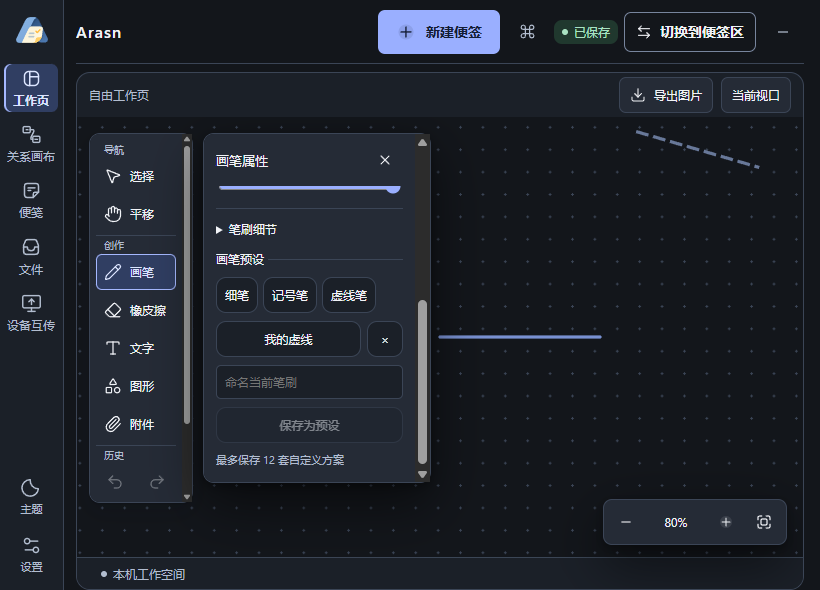 Arasn
新建便签
已保存
切换到便签区
工作页
关系画布
便笺
文件
设备互传
主题
设置
自由工作页
导出图片
当前视口
导航
选择
平移
创作
画笔
橡皮擦
文字
图形
附件
历史
画笔属性
笔刷细节
画笔预设
细笔
记号笔
虚线笔
我的虚线
×
命名当前笔刷
保存为预设
最多保存 12 套自定义方案
80%
本机工作空间